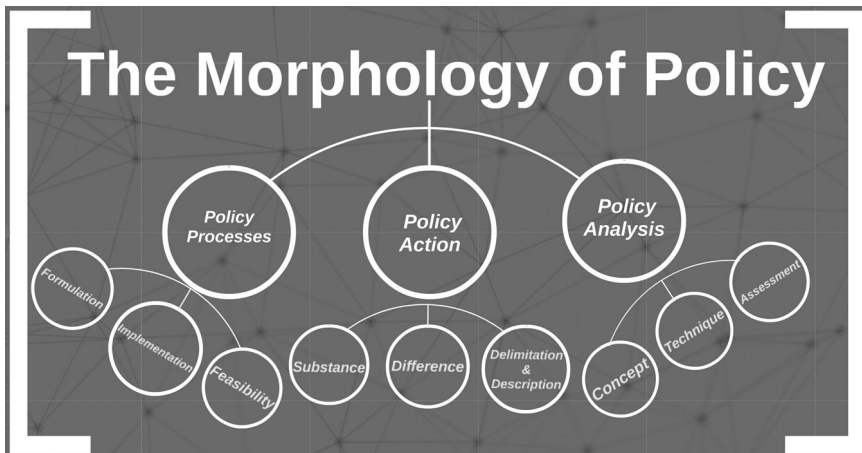 The Morphology of Policy
Policy
Processes
Policy
Action
Policy
Analysis
Formulation
Implementation
Feasibility
Substance
Difference
Delimitation
&
Description
Concept
Technique
Assessment